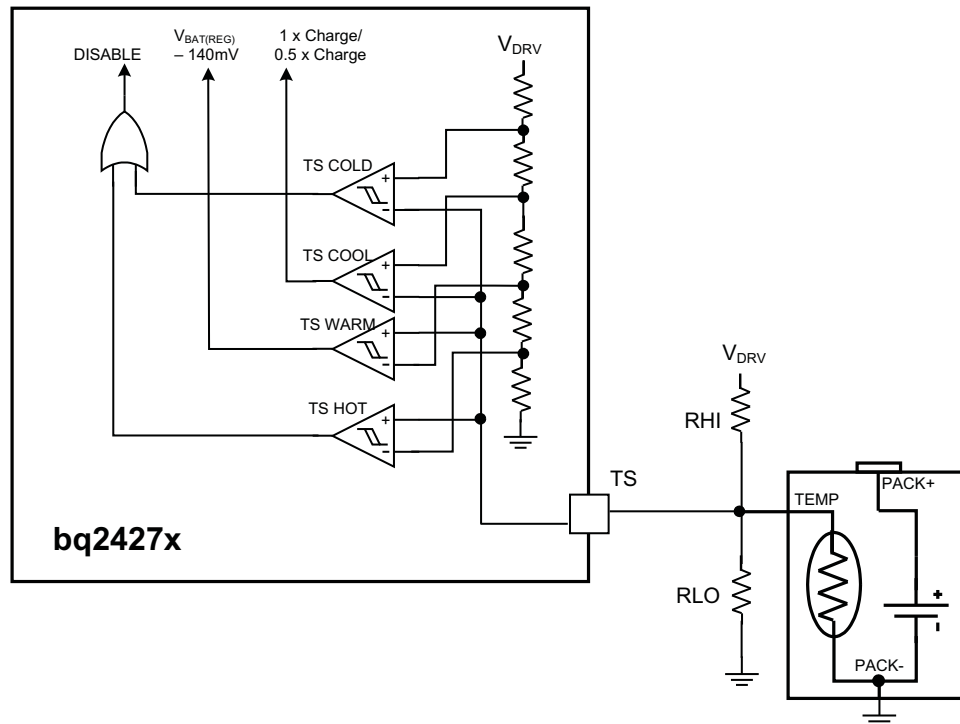 DISABLE
V_BAT(REG)
– 140mV
1 x Charge/
0.5 x Charge
V_DRV
TS COLD
+
-
TS COOL
+
-
TS WARM
+
-
TS HOT
+
-
bq2427x
TS
V_DRV
RHI
RLO
TEMP
PACK+
+
-
PACK-